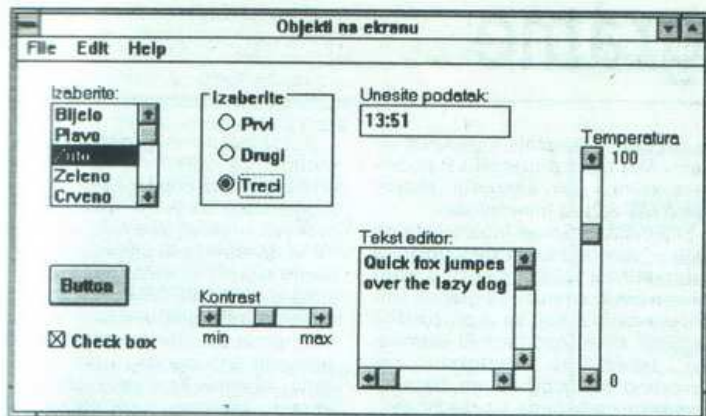 Objekti na ekranu
File Edit Help
Izaberite:
Bijelo
Plavo
Zuto
Zeleno
Crveno
Izaberite
Prvi
Drugi
Treci
Unesite podatak:
13:51
Temperatura
100
0
Tekst editor:
Quick fox jumpes
over the lazy dog
Button
Check box
Kontrast
min max